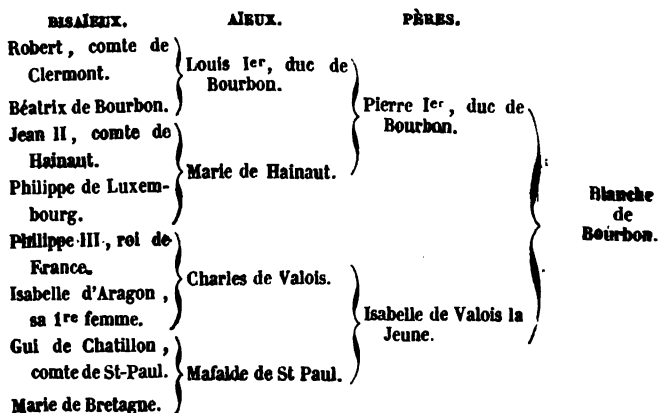 BISAÏEUX. AÏEUX. PÈRES.
Robert, comte de
Clermont.
Béatrix de Bourbon.
Louis Ier, duc de
Bourbon.
Jean II, comte de
Hainaut.
Philippe de Luxem-
bourg.
Marie de Hainaut.
Pierre Ier, duc de
Bourbon.
Philippe III, roi de
France.
Isabelle d'Aragon,
sa 1re femme.
Charles de Valois.
Gui de Chatillon,
comte de St-Paul.
Marie de Bretagne.
Mafalde de St Paul.
Isabelle de Valois la
Jeune.
Blanche
de
Bourbon.